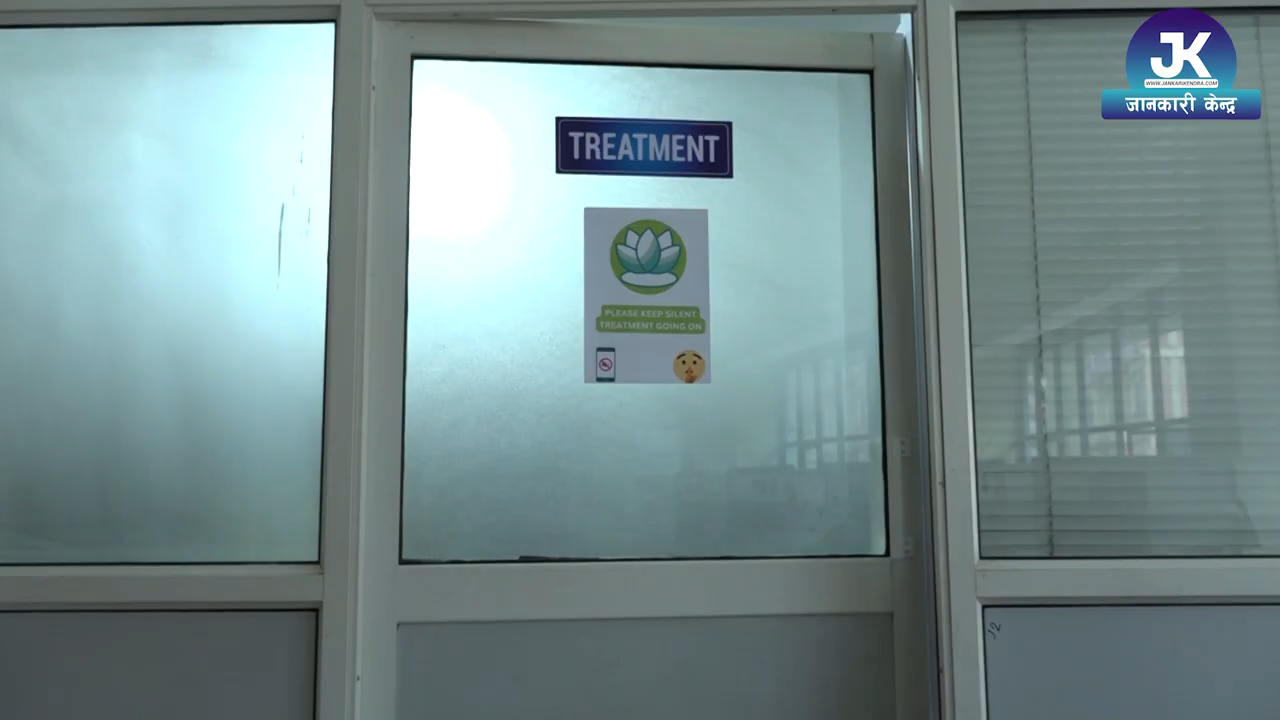 JK
WWW.JANKARIKENDRA.COM
जानकारी केन्द्र
TREATMENT
PLEASE KEEP SILENT
TREATMENT GOING ON